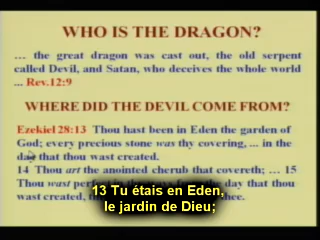 WHO IS THE DRAGON?
... the great dragon was cast out, the old serpent
called Devil, and Satan, who deceives the whole world
... Rev.12:9
WHERE DID THE DEVIL COME FROM?
Ezekiel 28:13 Thou hast been in Eden the garden of
God; every precious stone was thy covering, ... in the
day that thou wast created.
14 Thou art the anointed cherub that covereth; ... 15
Thou wast day that thou
wast created,
13 Tu étais en Eden,
le jardin de Dieu;